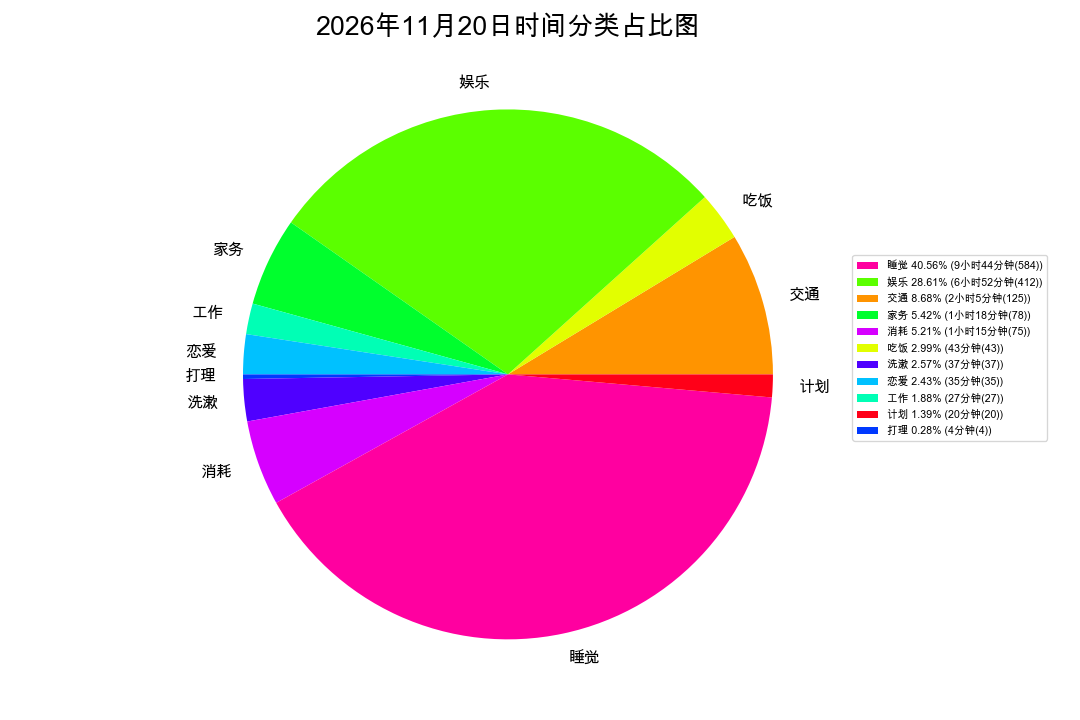 2026年11月20日时间分类占比图
娱乐
吃饭
家务
交通
工作
恋爱
打理
计划
洗漱
消耗
睡觉
睡觉 40.56% (9小时44分钟(584))
娱乐 28.61% (6小时52分钟(412))
交通 8.68% (2小时5分钟(125))
家务 5.42% (1小时18分钟(78))
消耗 5.21% (1小时15分钟(75))
吃饭 2.99% (43分钟(43))
洗漱 2.57% (37分钟(37))
恋爱 2.43% (35分钟(35))
工作 1.88% (27分钟(27))
计划 1.39% (20分钟(20))
打理 0.28% (4分钟(4))